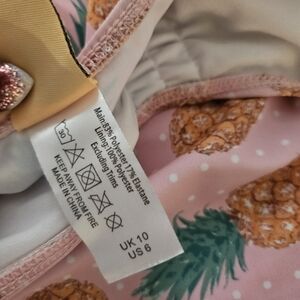 Main:83% Polyester 17% Elastane
Lining:100% Polyester
Excluding Trims
30
KEEP AWAY FROM FIRE
MADE IN CHINA
UK 10
US 6